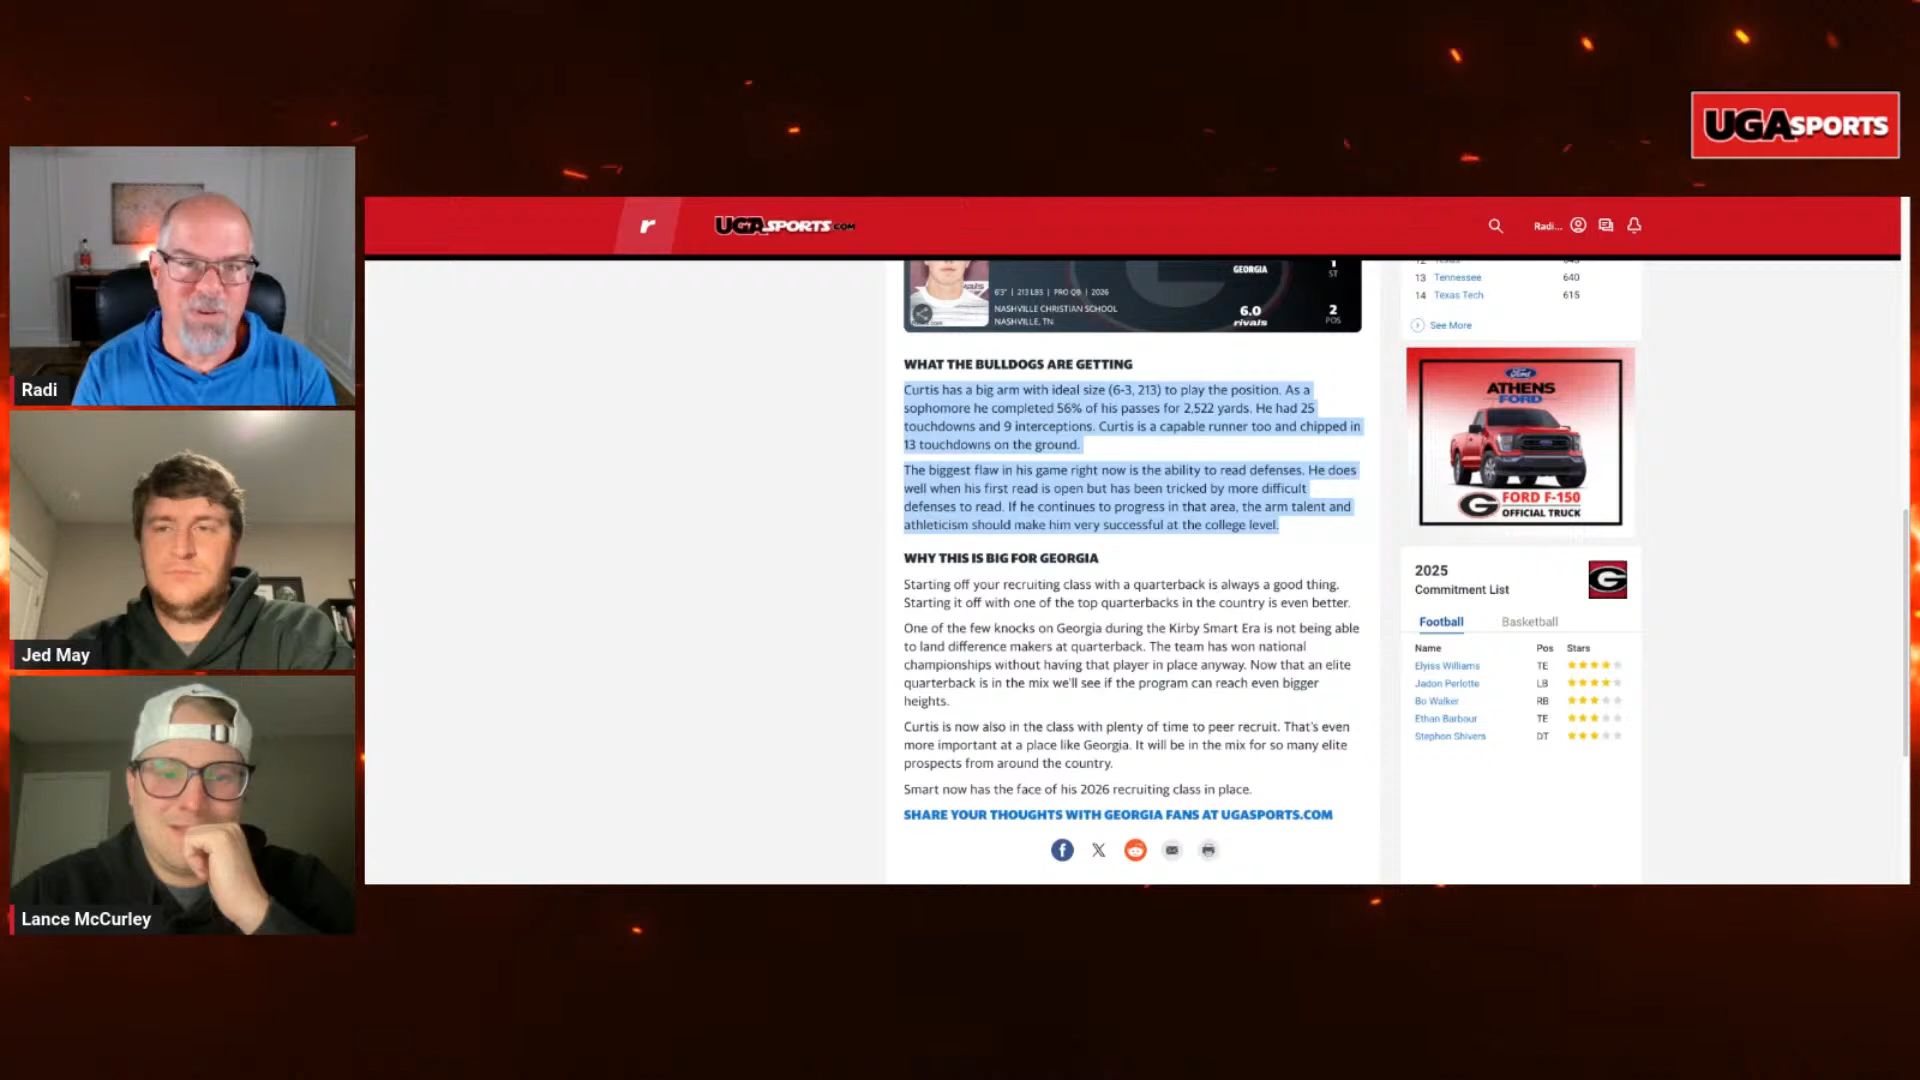 UGASPORTS
Radi
Jed May
Lance McCurley
r
UGASPORTS.COM
Radi...
GEORGIA
1
ST
6'3" | 213 LBS | PRO QB | 2026
NASHVILLE CHRISTIAN SCHOOL
NASHVILLE, TN
6.0
rivals
2
POS
WHAT THE BULLDOGS ARE GETTING
Curtis has a big arm with ideal size (6-3, 213) to play the position. As a
sophomore he completed 56% of his passes for 2,522 yards. He had 25
touchdowns and 9 interceptions. Curtis is a capable runner too and chipped in
13 touchdowns on the ground.
The biggest flaw in his game right now is the ability to read defenses. He does
well when his first read is open but has been tricked by more difficult
defenses to read. If he continues to progress in that area, the arm talent and
athleticism should make him very successful at the college level.
WHY THIS IS BIG FOR GEORGIA
Starting off your recruiting class with a quarterback is always a good thing.
Starting it off with one of the top quarterbacks in the country is even better.
One of the few knocks on Georgia during the Kirby Smart Era is not being able
to land difference makers at quarterback. The team has won national
championships without having that player in place anyway. Now that an elite
quarterback is in the mix we'll see if the program can reach even bigger
heights.
Curtis is now also in the class with plenty of time to peer recruit. That's even
more important at a place like Georgia. It will be in the mix for so many elite
prospects from around the country.
Smart now has the face of his 2026 recruiting class in place.
SHARE YOUR THOUGHTS WITH GEORGIA FANS AT UGASPORTS.COM
13 Tennessee 640
14 Texas Tech 615
See More
Ford
ATHENS
FORD
G
FORD F-150
OFFICIAL TRUCK
2025
Commitment List
G
Football Basketball
Name Pos Stars
Elyiss Williams TE
Jadon Perlotte LB
Bo Walker RB
Ethan Barbour TE
Stephon Shivers DT